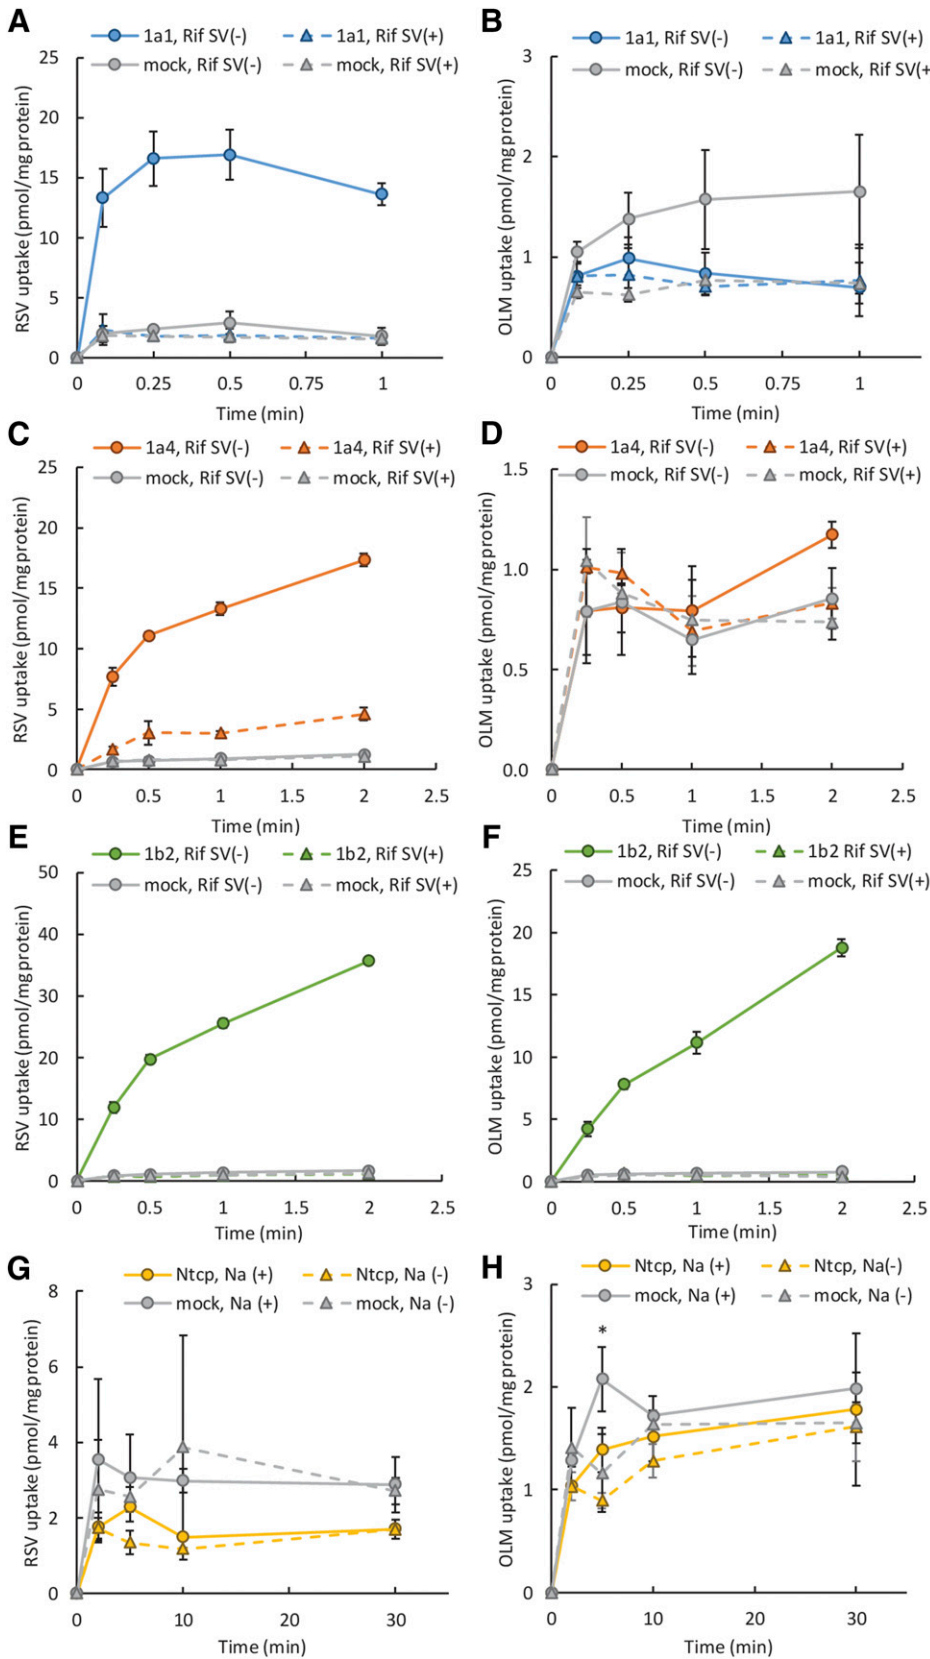 A
1a1, Rif SV(-)
1a1, Rif SV(+)
mock, Rif SV(-)
mock, Rif SV(+)
RSV uptake (pmol/mg protein)
25
20
15
10
5
0
0 0.25 0.5 0.75 1
Time (min)
B
1a1, Rif SV(-)
1a1, Rif SV(+)
mock, Rif SV(-)
mock, Rif SV(+
OLM uptake (pmol/mg protein)
3
2
1
0
0 0.25 0.5 0.75 1
Time (min)
C
1a4, Rif SV(-)
1a4, Rif SV(+)
mock, Rif SV(-)
mock, Rif SV(+)
RSV uptake (pmol/mg protein)
25
20
15
10
5
0
0 0.5 1 1.5 2 2.5
Time (min)
D
1a4, Rif SV(-)
1a4, Rif SV(+)
mock, Rif SV(-)
mock, Rif SV(+)
OLM uptake (pmol/mg protein)
1.5
1.0
0.5
0.0
0 0.5 1 1.5 2 2.5
Time (min)
E
1b2, Rif SV(-)
1b2, Rif SV(+)
mock, Rif SV(-)
mock, Rif SV(+)
RSV uptake (pmol/mg protein)
50
40
30
20
10
0
0 0.5 1 1.5 2 2.5
Time (min)
F
1b2, Rif SV(-)
1b2 Rif SV(+)
mock, Rif SV(-)
mock, Rif SV(+)
OLM uptake (pmol/mg protein)
25
20
15
10
5
0
0 0.5 1 1.5 2 2.5
Time (min)
G
Ntcp, Na (+)
Ntcp, Na (-)
mock, Na (+)
mock, Na (-)
RSV uptake (pmol/mg protein)
8
6
4
2
0
0 10 20 30
Time (min)
H
Ntcp, Na (+)
Ntcp, Na(-)
mock, Na (+)
mock, Na (-)
OLM uptake (pmol/mg protein)
3
2
1
0
*
0 10 20 30
Time (min)